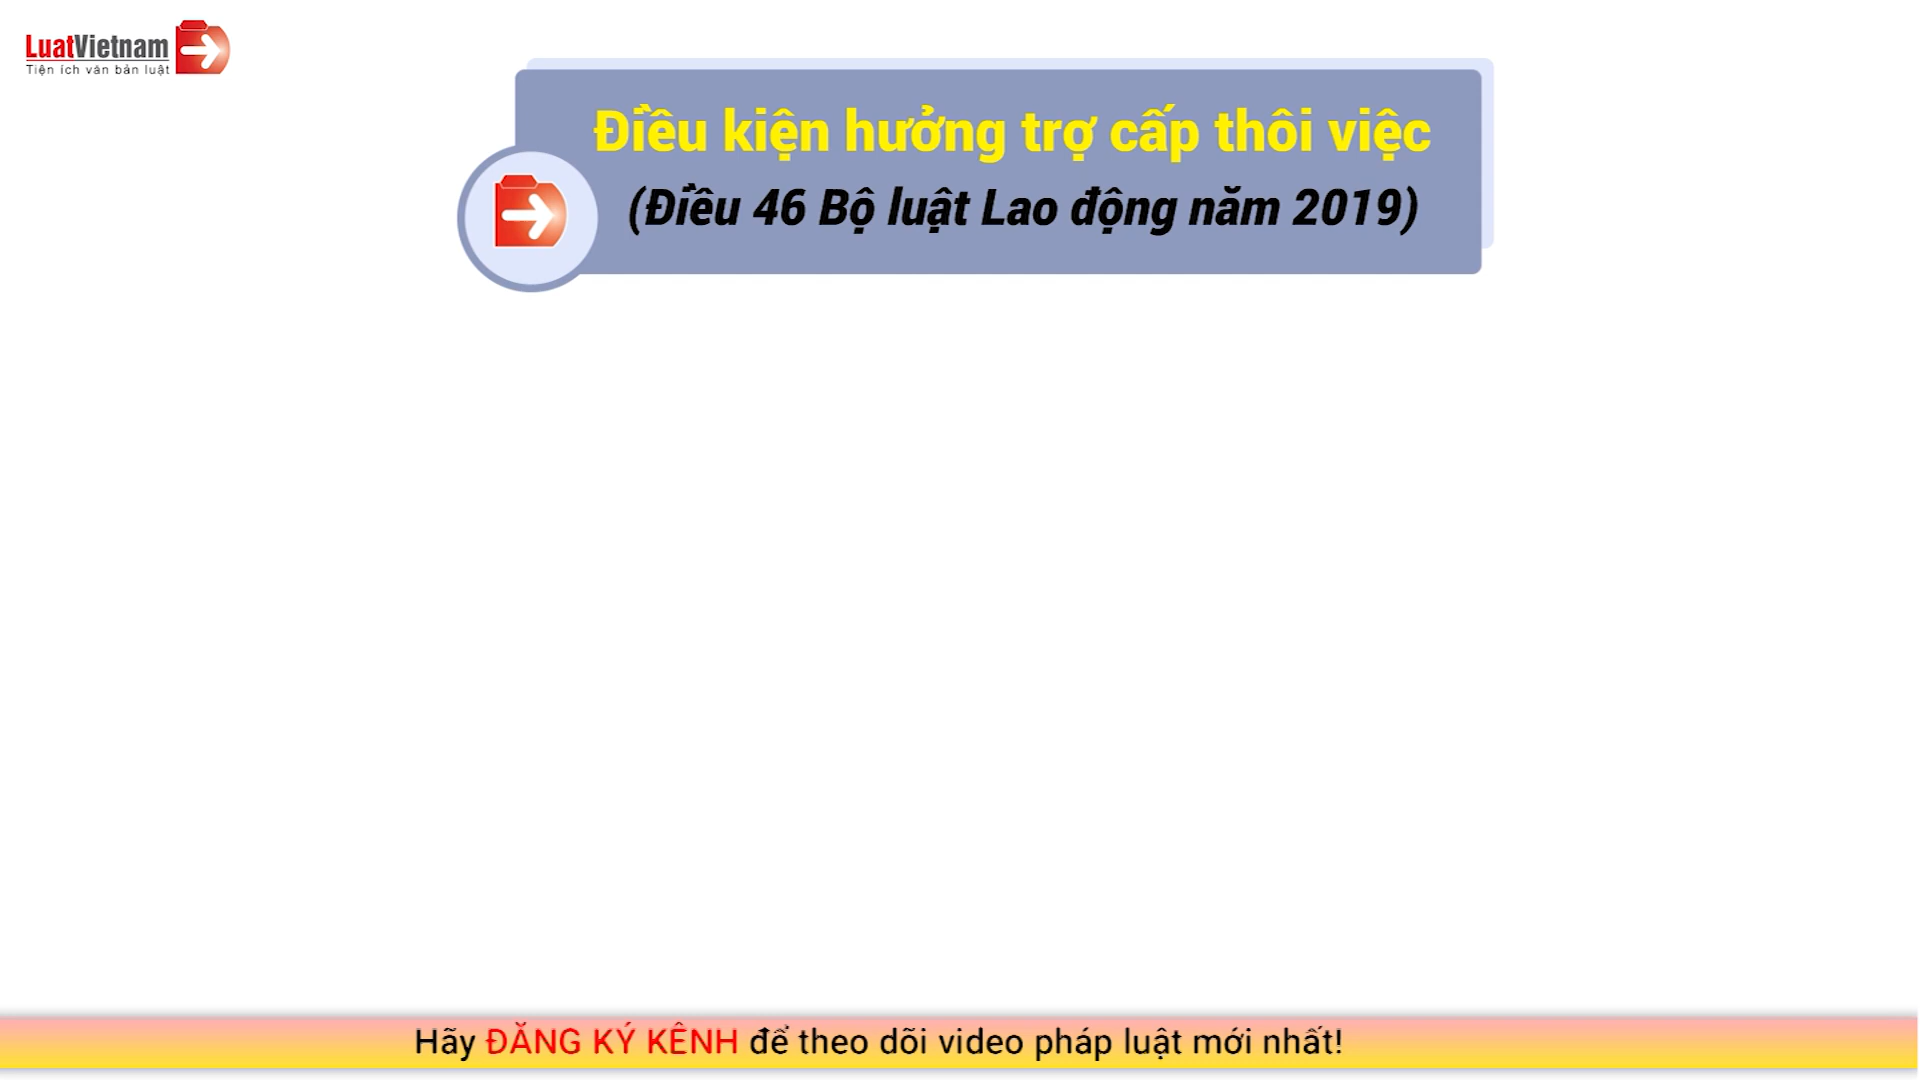 LuatVietnam
Tiện ích văn bản luật
Điều kiện hưởng trợ cấp thôi việc
(Điều 46 Bộ luật Lao động năm 2019)
Hãy ĐĂNG KÝ KÊNH để theo dõi video pháp luật mới nhất!